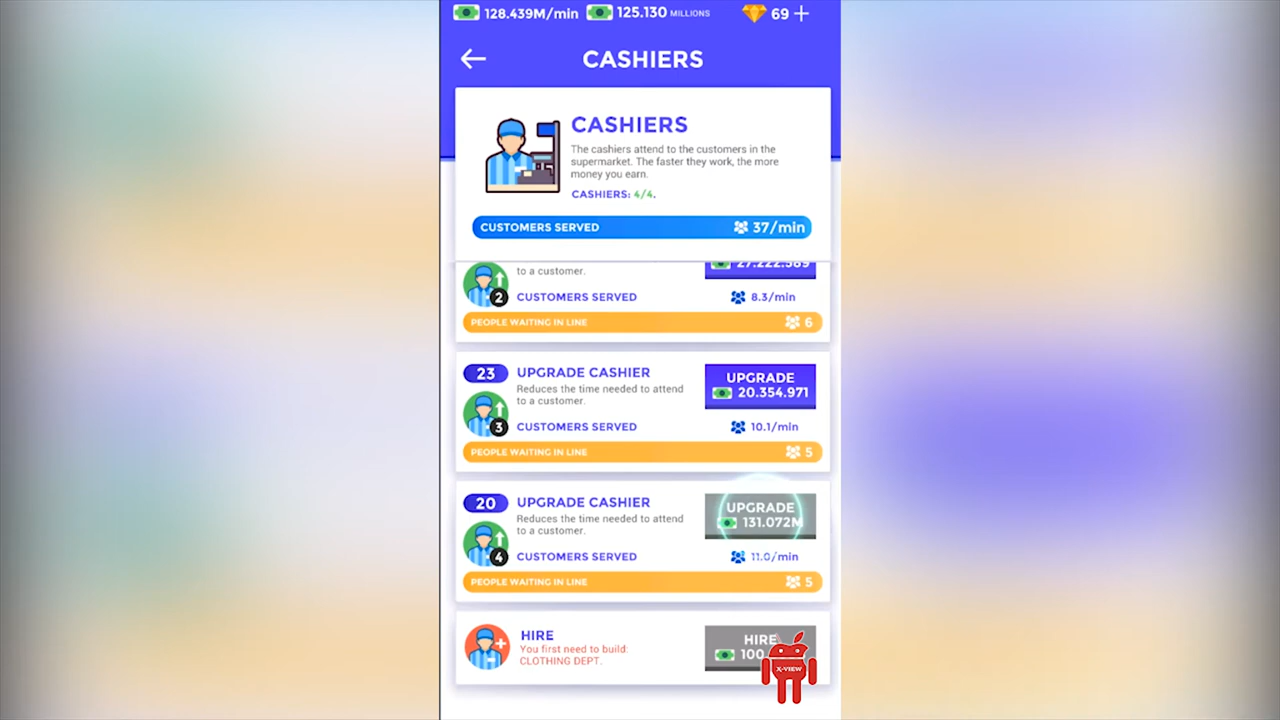 128.439M/min 125.130 MILLIONS 69
CASHIERS
CASHIERS
The cashiers attend to the customers in the
supermarket. The faster they work, the more
money you earn.
CASHIERS: 4/4.
CUSTOMERS SERVED 37/min
to a customer.
27.222.589
2
CUSTOMERS SERVED 8.3/min
PEOPLE WAITING IN LINE 6
23 UPGRADE CASHIER
Reduces the time needed to attend
to a customer.
UPGRADE
20.354.971
3
CUSTOMERS SERVED 10.1/min
PEOPLE WAITING IN LINE 5
20 UPGRADE CASHIER
Reduces the time needed to attend
to a customer.
UPGRADE
131.072M
4
CUSTOMERS SERVED 11.0/min
PEOPLE WAITING IN LINE 5
HIRE
You first need to build:
CLOTHING DEPT.
HIRE
100
X-VIEW